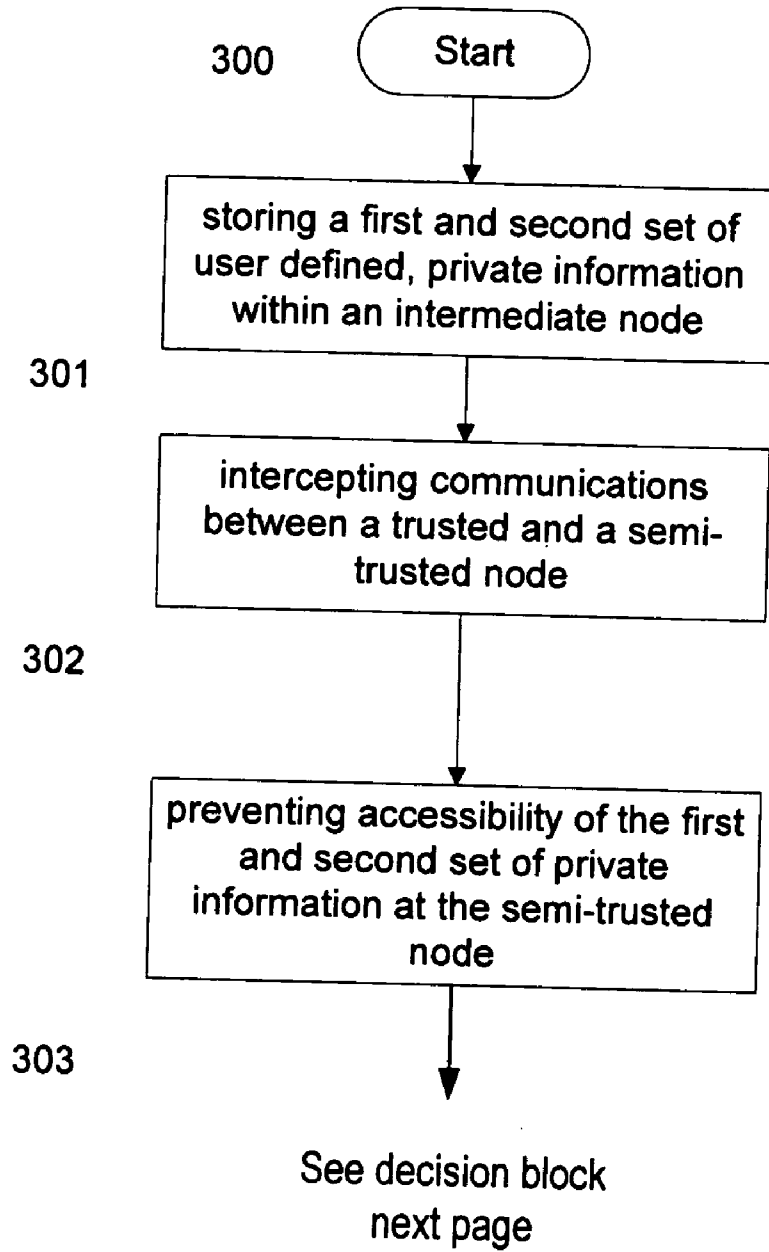 300
Start
storing a first and second set of
user defined, private information
within an intermediate node
301
intercepting communications
between a trusted and a semi-
trusted node
302
preventing accessibility of the first
and second set of private
information at the semi-trusted
node
303
See decision block
next page